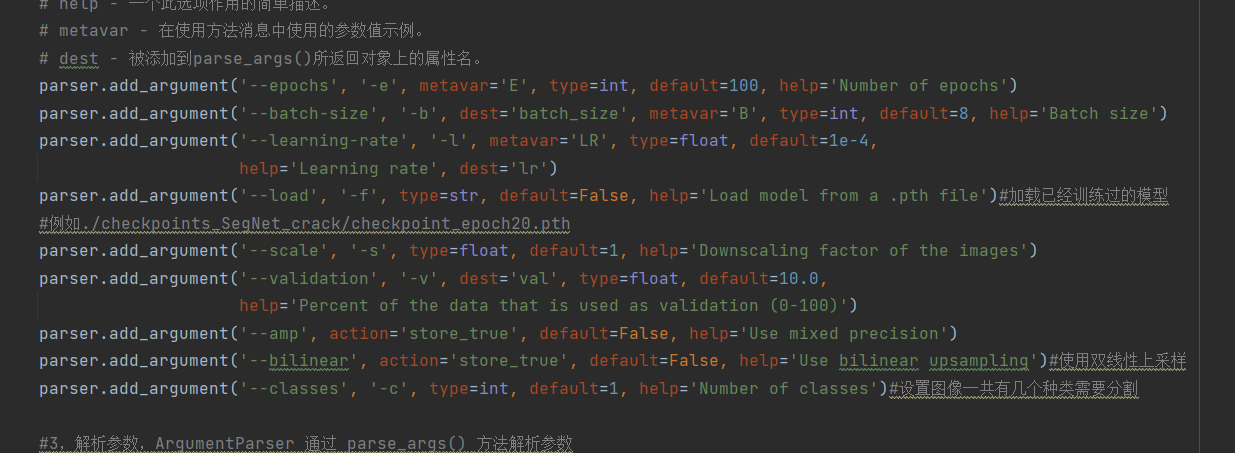 # help - 一个此选项作用的简单描述。
# metavar - 在使用方法消息中使用的参数值示例。
# dest - 被添加到parse_args()所返回对象上的属性名。
parser.add_argument('--epochs', '-e', metavar='E', type=int, default=100, help='Number of epochs')
parser.add_argument('--batch-size', '-b', dest='batch_size', metavar='B', type=int, default=8, help='Batch size')
parser.add_argument('--learning-rate', '-l', metavar='LR', type=float, default=1e-4,
help='Learning rate', dest='lr')
parser.add_argument('--load', '-f', type=str, default=False, help='Load model from a .pth file')#加载已经训练过的模型
#例如./checkpoints_SegNet_crack/checkpoint_epoch20.pth
parser.add_argument('--scale', '-s', type=float, default=1, help='Downscaling factor of the images')
parser.add_argument('--validation', '-v', dest='val', type=float, default=10.0,
help='Percent of the data that is used as validation (0-100)')
parser.add_argument('--amp', action='store_true', default=False, help='Use mixed precision')
parser.add_argument('--bilinear', action='store_true', default=False, help='Use bilinear upsampling')#使用双线性上采样
parser.add_argument('--classes', '-c', type=int, default=1, help='Number of classes')#设置图像一共有几个种类需要分割
#3，解析参数，ArgumentParser 通过 parse_args() 方法解析参数